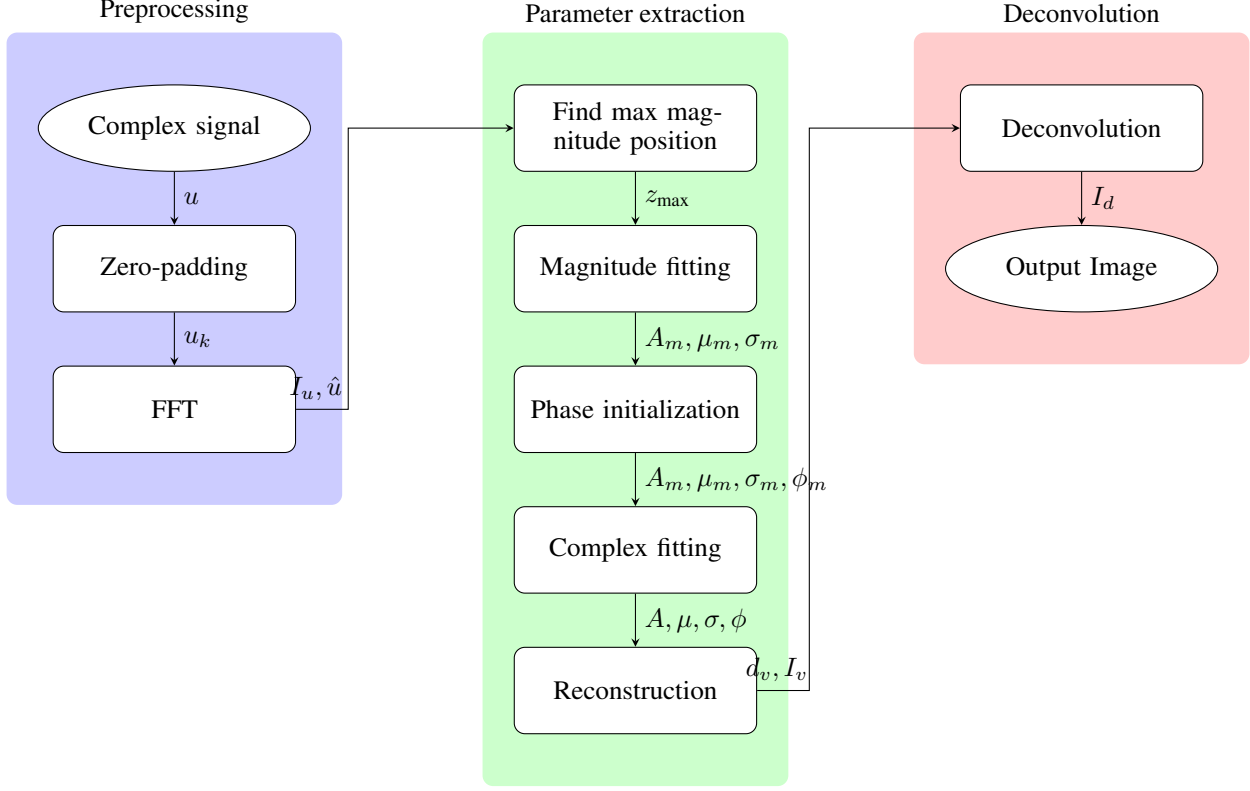 Preprocessing
Complex signal
u
Zero-padding
u_k
FFT
I_u, û
Parameter extraction
Find max mag-
nitude position
z_max
Magnitude fitting
A_m, μ_m, σ_m
Phase initialization
A_m, μ_m, σ_m, ϕ_m
Complex fitting
A, μ, σ, ϕ
Reconstruction
d_v, I_v
Deconvolution
Deconvolution
I_d
Output Image